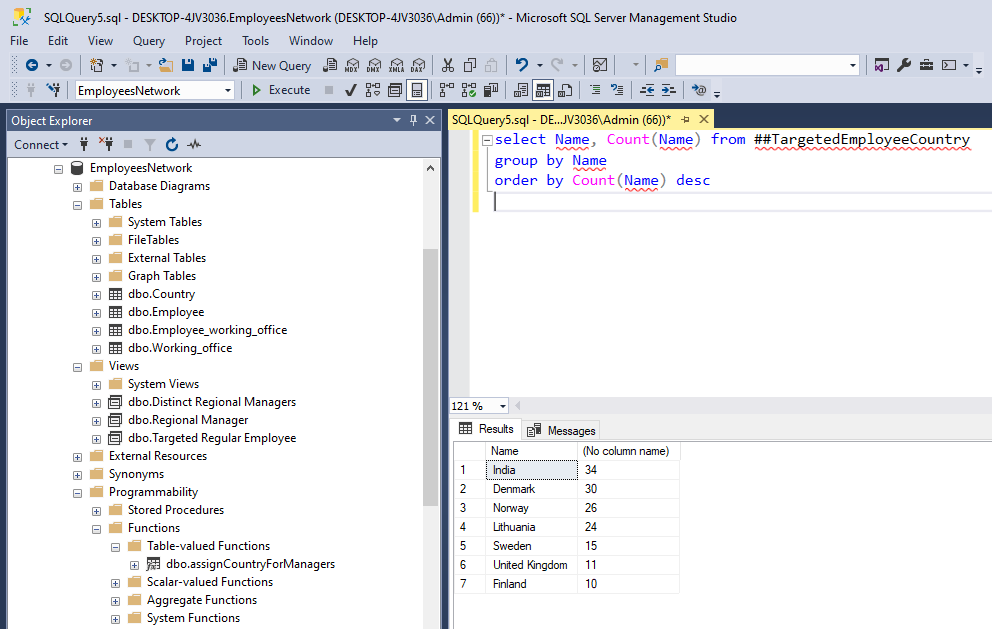 SQLQuery5.sql - DESKTOP-4JV3036.EmployeesNetwork (DESKTOP-4JV3036\Admin (66))* - Microsoft SQL Server Management Studio
File Edit View Query Project Tools Window Help
New Query MDX DMX XMLA DAX
EmployeesNetwork Execute
Object Explorer
Connect
EmployeesNetwork
Database Diagrams
Tables
System Tables
FileTables
External Tables
Graph Tables
dbo.Country
dbo.Employee
dbo.Employee_working_office
dbo.Working_office
Views
System Views
dbo.Distinct Regional Managers
dbo.Regional Manager
dbo.Targeted Regular Employee
External Resources
Synonyms
Programmability
Stored Procedures
Functions
Table-valued Functions
dbo.assignCountryForManagers
Scalar-valued Functions
Aggregate Functions
System Functions
SQLQuery5.sql - DE...JV3036\Admin (66))*
select Name, Count(Name) from ##TargetedEmployeeCountry
group by Name
order by Count(Name) desc
121 %
Results Messages
Name (No column name)
1 India 34
2 Denmark 30
3 Norway 26
4 Lithuania 24
5 Sweden 15
6 United Kingdom 11
7 Finland 10